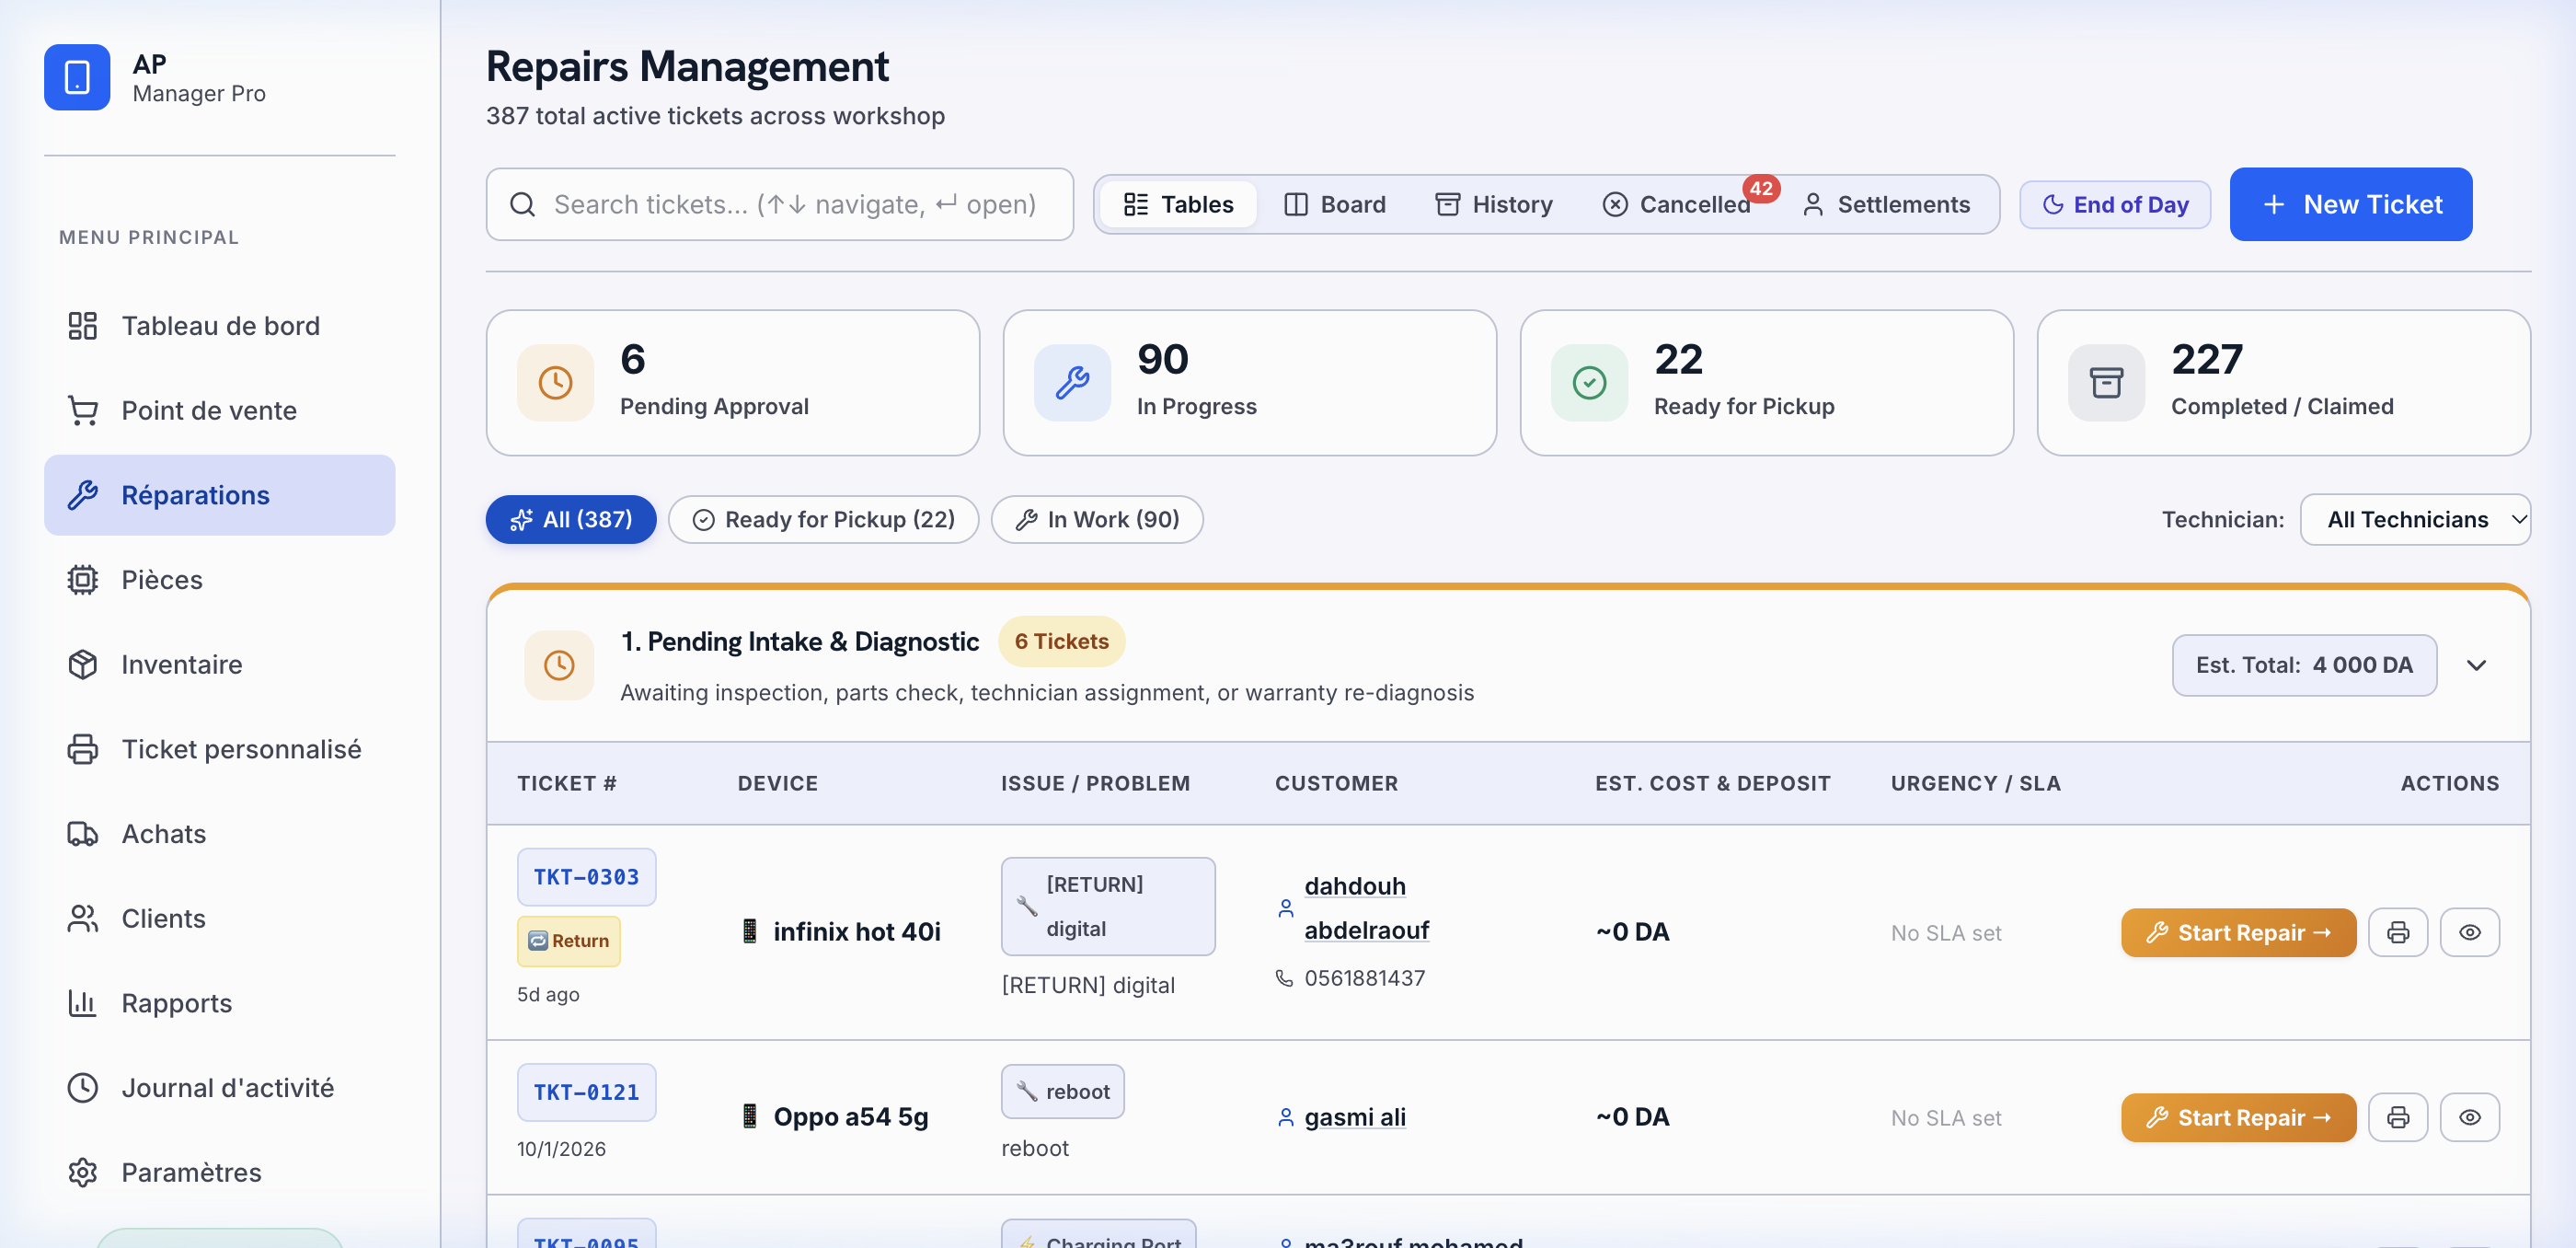 AP
Manager Pro
MENU PRINCIPAL
Tableau de bord
Point de vente
Réparations
Pièces
Inventaire
Ticket personnalisé
Achats
Clients
Rapports
Journal d'activité
Paramètres
Repairs Management
387 total active tickets across workshop
Search tickets... (↑↓ navigate, ↵ open)
Tables
Board
History
Cancelled
42
Settlements
End of Day
+ New Ticket
6
Pending Approval
90
In Progress
22
Ready for Pickup
227
Completed / Claimed
All (387)
Ready for Pickup (22)
In Work (90)
Technician:
All Technicians
1. Pending Intake & Diagnostic
6 Tickets
Awaiting inspection, parts check, technician assignment, or warranty re-diagnosis
Est. Total: 4 000 DA
TICKET #
DEVICE
ISSUE / PROBLEM
CUSTOMER
EST. COST & DEPOSIT
URGENCY / SLA
ACTIONS
TKT-0303
Return
5d ago
infinix hot 40i
[RETURN]
digital
[RETURN] digital
dahdouh
abdelraouf
0561881437
~0 DA
No SLA set
Start Repair →
TKT-0121
10/1/2026
Oppo a54 5g
reboot
reboot
gasmi ali
~0 DA
No SLA set
Start Repair →
TKT-0095
Charging Port
ma3rouf mohamed